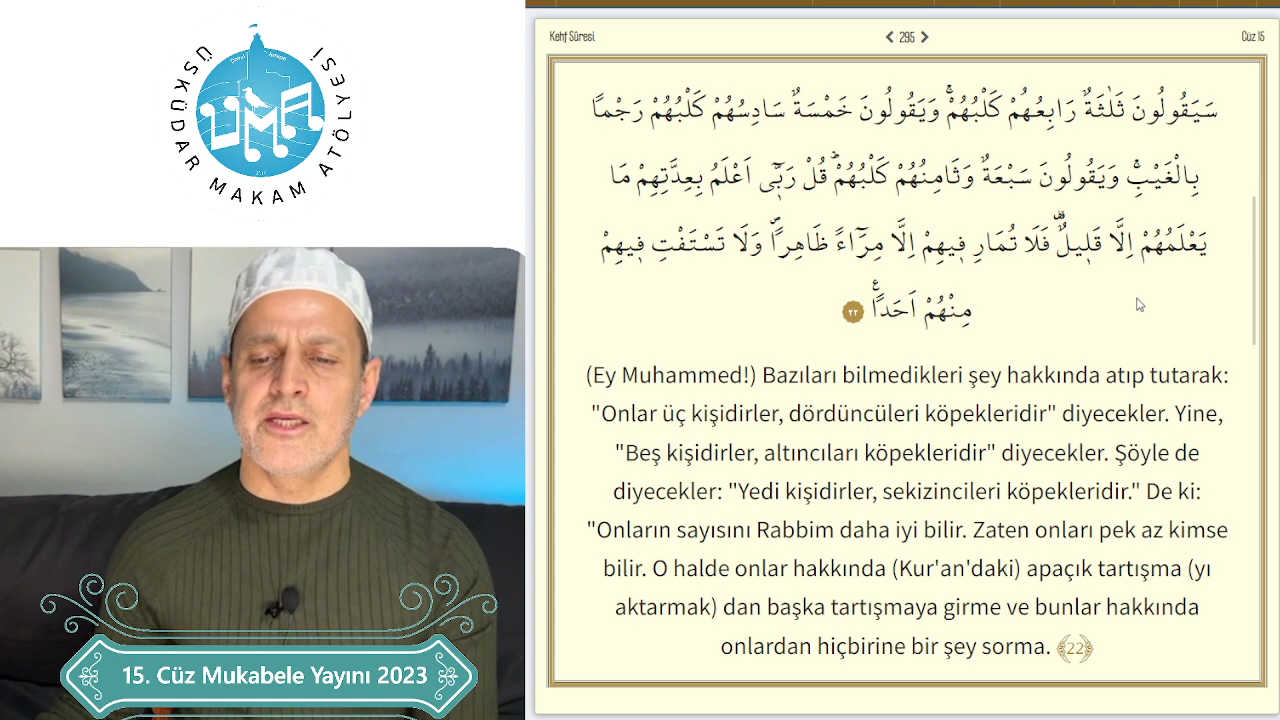 ÜSKÜDAR MAKAM ATÖLYESİ
Kehf Sûresi
295
Cüz 15
سَيَقُولُونَ ثَلٰثَةٌ رَابِعُهُمْ كَلْبُهُمْۚ وَيَقُولُونَ خَمْسَةٌ سَادِسُهُمْ كَلْبُهُمْ رَجْمًا
بِالْغَيْبِۚ وَيَقُولُونَ سَبْعَةٌ وَثَامِنُهُمْ كَلْبُهُمْۜ قُلْ رَبّ۪ٓى اَعْلَمُ بِعِدَّتِهِمْ مَا
يَعْلَمُهُمْ اِلَّا قَل۪يلٌ۠ فَلَا تُمَارِ ف۪يهِمْ اِلَّا مِرَٓاءً ظَاهِرًاۖ وَلَا تَسْتَفْتِ ف۪يهِمْ
مِنْهُمْ اَحَدًاۚ ٢٢
(Ey Muhammed!) Bazıları bilmedikleri şey hakkında atıp tutarak:
"Onlar üç kişidirler, dördüncüleri köpekleridir" diyecekler. Yine,
"Beş kişidirler, altıncıları köpekleridir" diyecekler. Şöyle de
diyecekler: "Yedi kişidirler, sekizincileri köpekleridir." De ki:
"Onların sayısını Rabbim daha iyi bilir. Zaten onları pek az kimse
bilir. O halde onlar hakkında (Kur'an'daki) apaçık tartışma (yı
aktarmak) dan başka tartışmaya girme ve bunlar hakkında
onlardan hiçbirine bir şey sorma. 22
15. Cüz Mukabele Yayını 2023